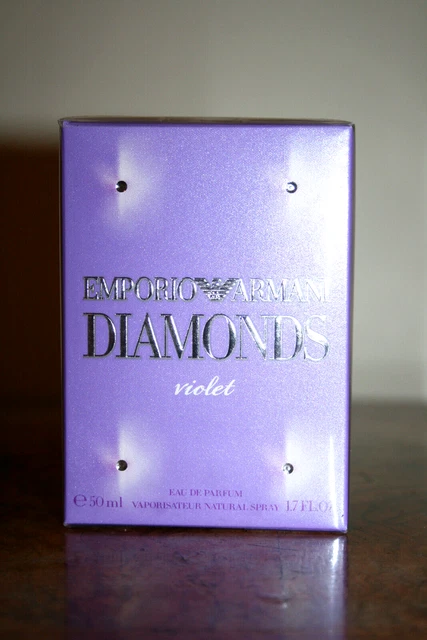 EMPORIO ARMANI
DIAMONDS
violet
EAU DE PARFUM
℮50 ml VAPORISATEUR NATURAL SPRAY 1.7 FL.OZ